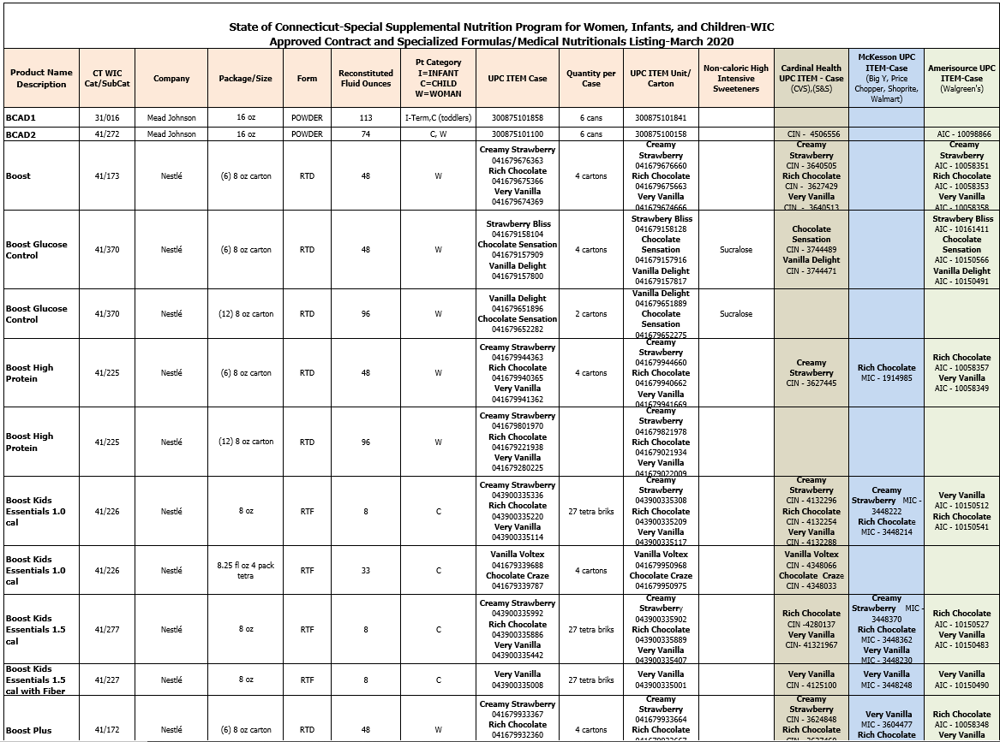 State of Connecticut-Special Supplemental Nutrition Program for Women, Infants, and Children-WIC
Approved Contract and Specialized Formulas/Medical Nutritionals Listing-March 2020
Product Name
Description
CT WIC
Cat/SubCat
Company
Package/Size
Form
Reconstituted
Fluid Ounces
Pt Category
I=INFANT
C=CHILD
W=WOMAN
UPC ITEM Case
Quantity per
Case
UPC ITEM Unit/
Carton
Non-caloric High
Intensive
Sweeteners
Cardinal Health
UPC ITEM - Case
(CVS),(S&S)
McKesson UPC
ITEM-Case
(Big Y, Price
Chopper, Shoprite,
Walmart)
Amerisource UPC
ITEM-Case
(Walgreen's)
BCAD1
31/016
Mead Johnson
16 oz
POWDER
113
I-Term,C (toddlers)
300875101858
6 cans
300875101841
BCAD2
41/272
Mead Johnson
16 oz
POWDER
74
C, W
300875101100
6 cans
300875100158
CIN - 4506556
AIC - 10098866
Boost
41/173
Nestlé
(6) 8 oz carton
RTD
48
W
Creamy Strawberry
041679676363
Rich Chocolate
041679675366
Very Vanilla
041679674369
4 cartons
Creamy
Strawberry
041679676660
Rich Chocolate
041679675663
Very Vanilla
041679674666
Creamy
Strawberry
CIN - 3640505
Rich Chocolate
CIN - 3627429
Very Vanilla
CIN - 3640513
Creamy
Strawberry
AIC - 10058351
Rich Chocolate
AIC - 10058353
Very Vanilla
AIC - 10058358
Boost Glucose
Control
41/370
Nestlé
(6) 8 oz carton
RTD
48
W
Strawberry Bliss
041679158104
Chocolate Sensation
041679157909
Vanilla Delight
041679157800
4 cartons
Strawberry Bliss
041679158128
Chocolate
Sensation
041679157916
Vanilla Delight
041679157817
Sucralose
Chocolate
Sensation
CIN - 3744489
Vanilla Delight
CIN - 3744471
Strawbery Bliss
AIC - 10161411
Chocolate
Sensation
AIC - 10150566
Vanilla Delight
AIC - 10150491
Boost Glucose
Control
41/370
Nestlé
(12) 8 oz carton
RTD
96
W
Vanilla Delight
041679651896
Chocolate Sensation
041679652282
2 cartons
Vanilla Delight
041679651889
Chocolate
Sensation
041679652275
Sucralose
Boost High
Protein
41/225
Nestlé
(6) 8 oz carton
RTD
48
W
Creamy Strawberry
041679944363
Rich Chocolate
041679940365
Very Vanilla
041679941362
4 cartons
Creamy
Strawberry
041679944660
Rich Chocolate
041679940662
Very Vanilla
041679941669
Creamy
Strawberry
CIN - 3627445
Rich Chocolate
MIC - 1914985
Rich Chocolate
AIC - 10058357
Very Vanilla
AIC - 10058349
Boost High
Protein
41/225
Nestlé
(12) 8 oz carton
RTD
96
W
Creamy Strawberry
041679801970
Rich Chocolate
041679221938
Very Vanilla
041679280225
Creamy
Strawberry
041679821978
Rich Chocolate
041679021934
Very Vanilla
041679022009
Boost Kids
Essentials 1.0
cal
41/226
Nestlé
8 oz
RTF
8
C
Creamy Strawberry
043900335336
Rich Chocolate
043900335220
Very Vanilla
043900335114
27 tetra briks
Creamy
Strawberry
043900335308
Rich Chocolate
043900335209
Very Vanilla
043900335117
Creamy
Strawberry
CIN - 4132296
Rich Chocolate
CIN - 4132254
Very Vanilla
CIN - 4132288
Creamy
Strawberry MIC -
3448222
Rich Chocolate
MIC - 3448214
Very Vanilla
AIC - 10150512
Rich Chocolate
AIC - 10150541
Boost Kids
Essentials 1.0
cal
41/226
Nestlé
8.25 fl oz 4 pack
tetra
RTF
33
C
Vanilla Voltex
041679339688
Chocolate Craze
041679339787
4 cartons
Vanilla Voltex
041679950968
Chocolate Craze
041679950975
Vanilla Voltex
CIN - 4348066
Chocolate Craze
CIN - 4348033
Boost Kids
Essentials 1.5
cal
41/277
Nestlé
8 oz
RTF
8
C
Creamy Strawberry
043900335992
Rich Chocolate
043900335886
Very Vanilla
043900335442
27 tetra briks
Creamy
Strawberry
043900335902
Rich Chocolate
043900335889
Very Vanilla
043900335407
Rich Chocolate
CIN -4280137
Very Vanilla
CIN- 41321967
Creamy
Strawberry MIC -
3448370
Rich Chocolate
MIC - 3448362
Very Vanilla
MIC - 3448230
Rich Chocolate
AIC - 10150527
Very Vanilla
AIC - 10150483
Boost Kids
Essentials 1.5
cal with Fiber
41/227
Nestlé
8 oz
RTF
8
C
Very Vanilla
043900335008
27 tetra briks
Very Vanilla
043900335001
Very Vanilla
CIN - 4125100
Very Vanilla
MIC - 3448248
Very Vanilla
AIC - 10150490
Boost Plus
41/172
Nestlé
(6) 8 oz carton
RTD
48
W
Creamy Strawberry
041679933367
Rich Chocolate
041679932360
4 cartons
Creamy
Strawberry
041679933664
Rich Chocolate
Creamy
Strawberry
CIN - 3624848
Rich Chocolate
Very Vanilla
MIC - 3604477
Rich Chocolate
Rich Chocolate
AIC - 10058348
Very Vanilla